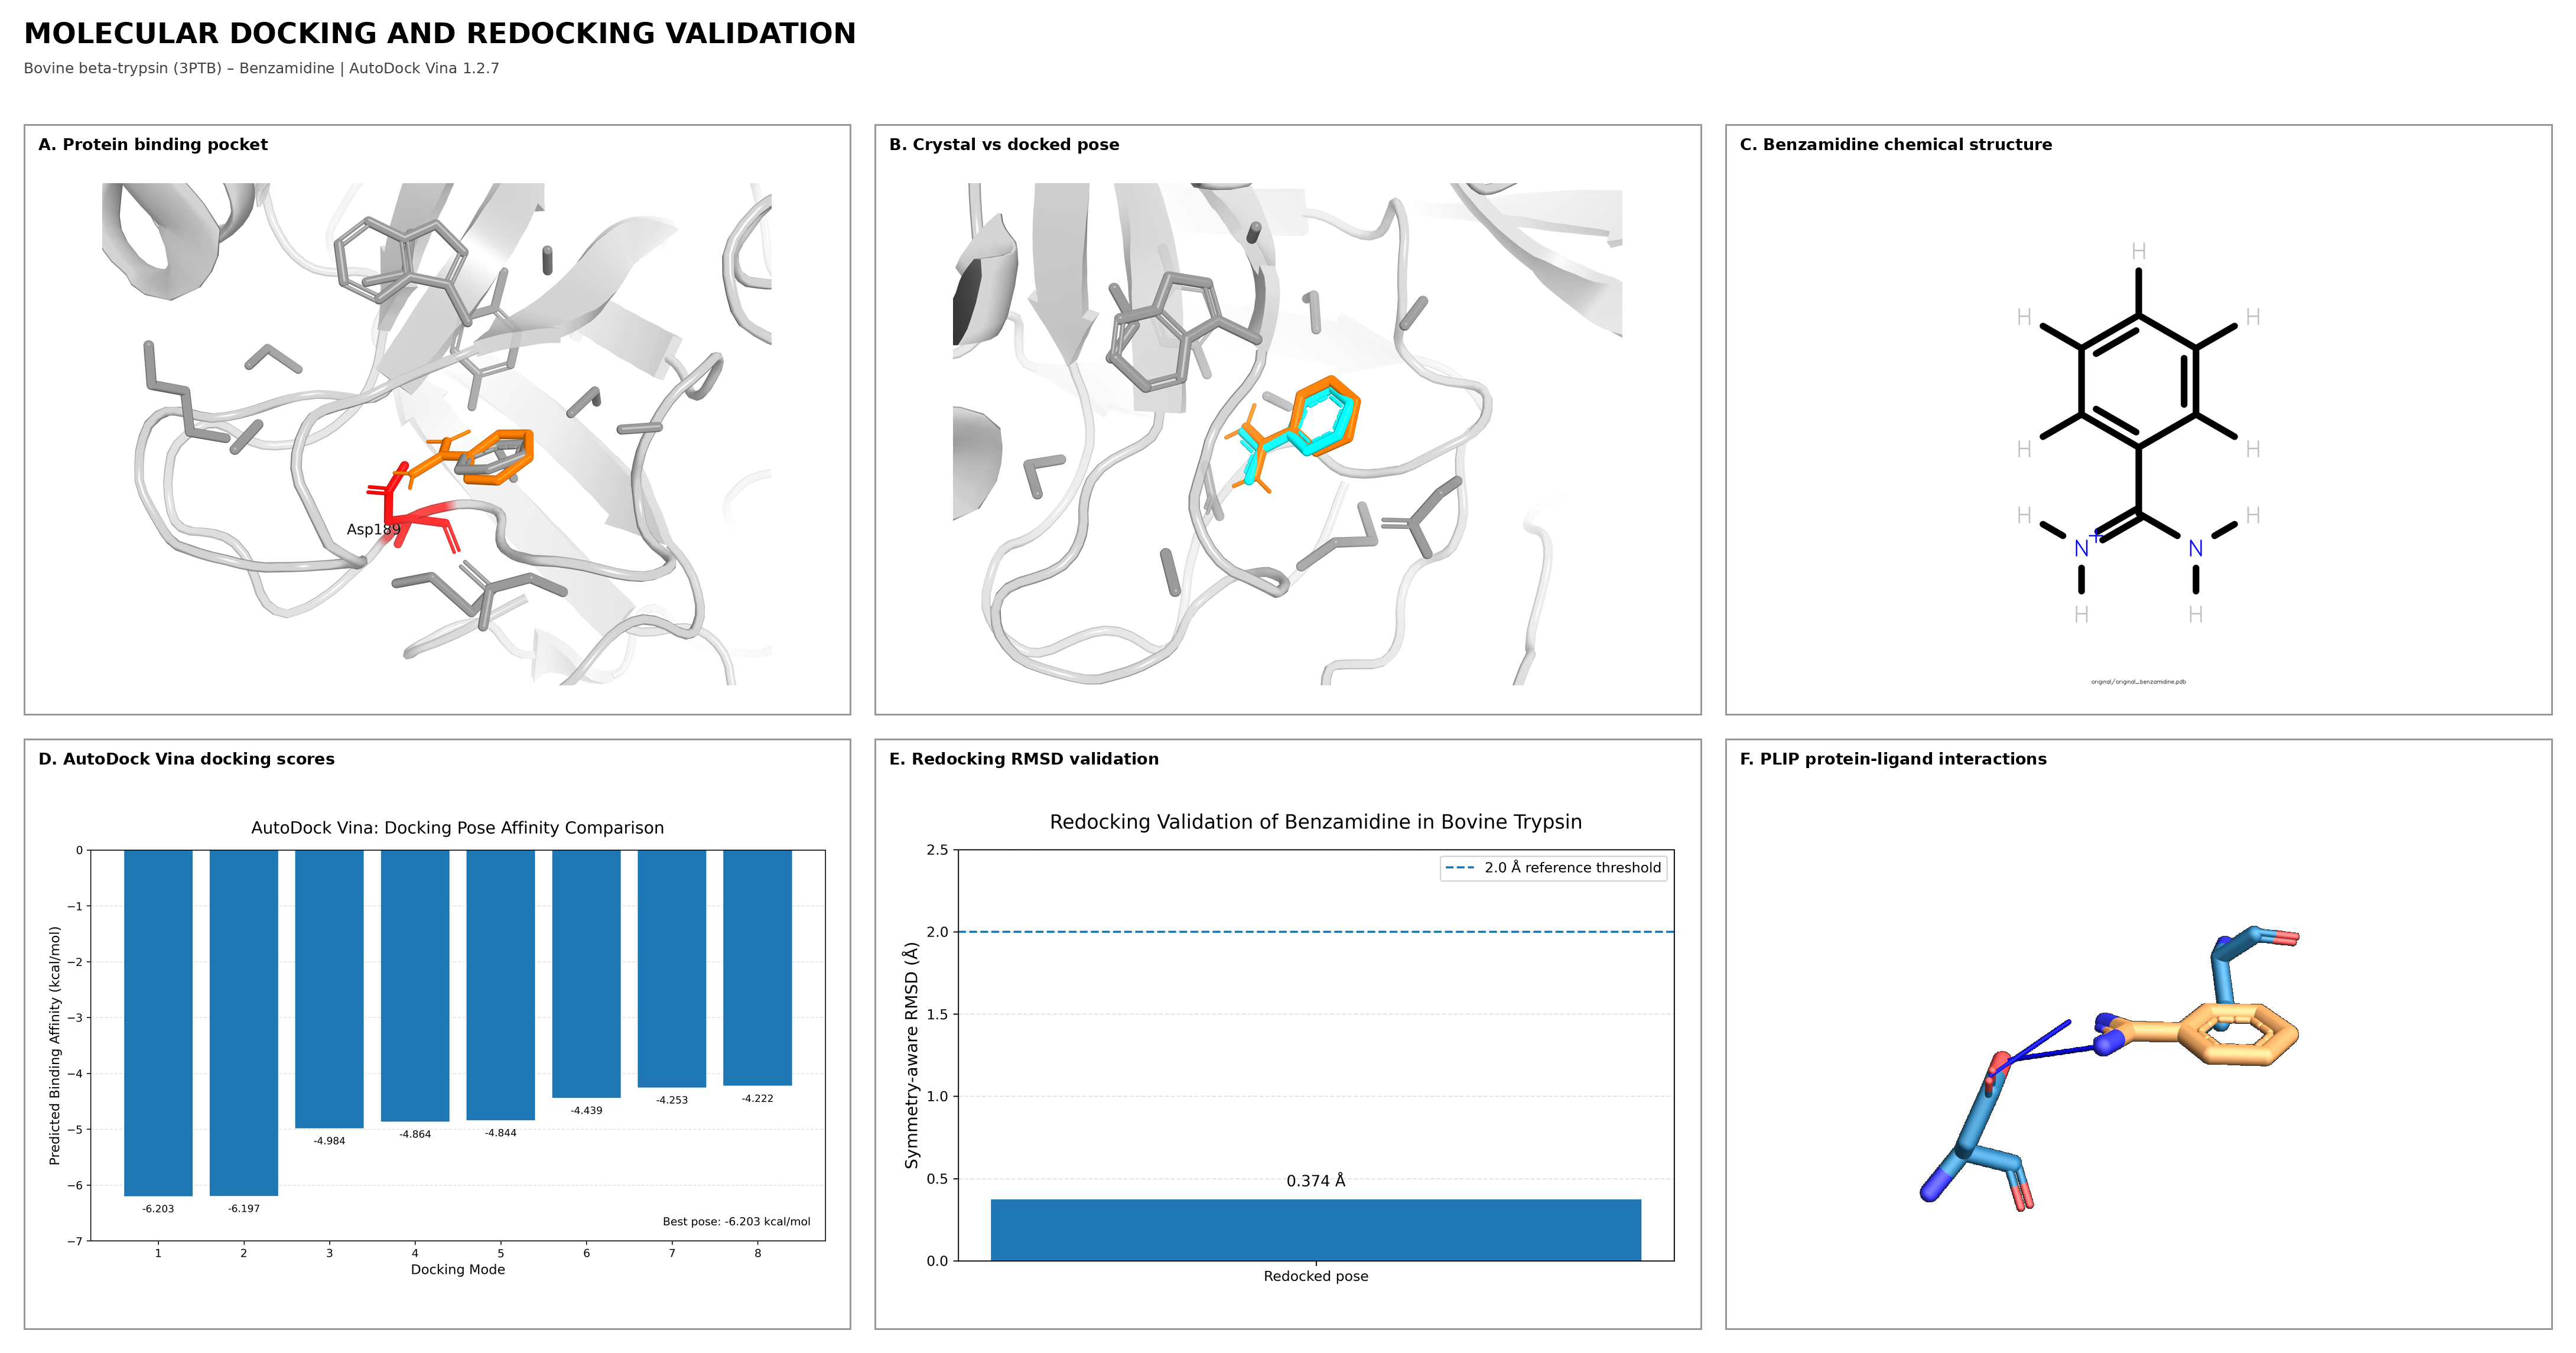 MOLECULAR DOCKING AND REDOCKING VALIDATION
Bovine beta-trypsin (3PTB) – Benzamidine | AutoDock Vina 1.2.7
A. Protein binding pocket
Asp189
B. Crystal vs docked pose
C. Benzamidine chemical structure
H
H H
H H
H H
N+ N
H H
original/original_benzamidine.pdb
D. AutoDock Vina docking scores
AutoDock Vina: Docking Pose Affinity Comparison
Predicted Binding Affinity (kcal/mol)
0
−1
−2
−3
−4
−5
−6
−7
-6.203
-6.197
-4.984
-4.864
-4.844
-4.439
-4.253
-4.222
Best pose: -6.203 kcal/mol
1 2 3 4 5 6 7 8
Docking Mode
E. Redocking RMSD validation
Redocking Validation of Benzamidine in Bovine Trypsin
Symmetry-aware RMSD (Å)
2.5
2.0
1.5
1.0
0.5
0.0
2.0 Å reference threshold
0.374 Å
Redocked pose
F. PLIP protein-ligand interactions